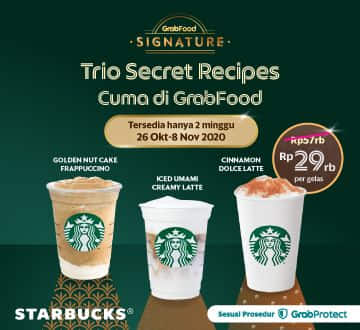 GrabFood
SIGNATURE
Trio Secret Recipes
Cuma di GrabFood
Tersedia hanya 2 minggu
26 Okt-8 Nov 2020
Rp57rb
Rp 29rb
per gelas
GOLDEN NUT CAKE
FRAPPUCCINO
ICED UMAMI
CREAMY LATTE
CINNAMON
DOLCE LATTE
STARBUCKS®
Sesuai Prosedur GrabProtect